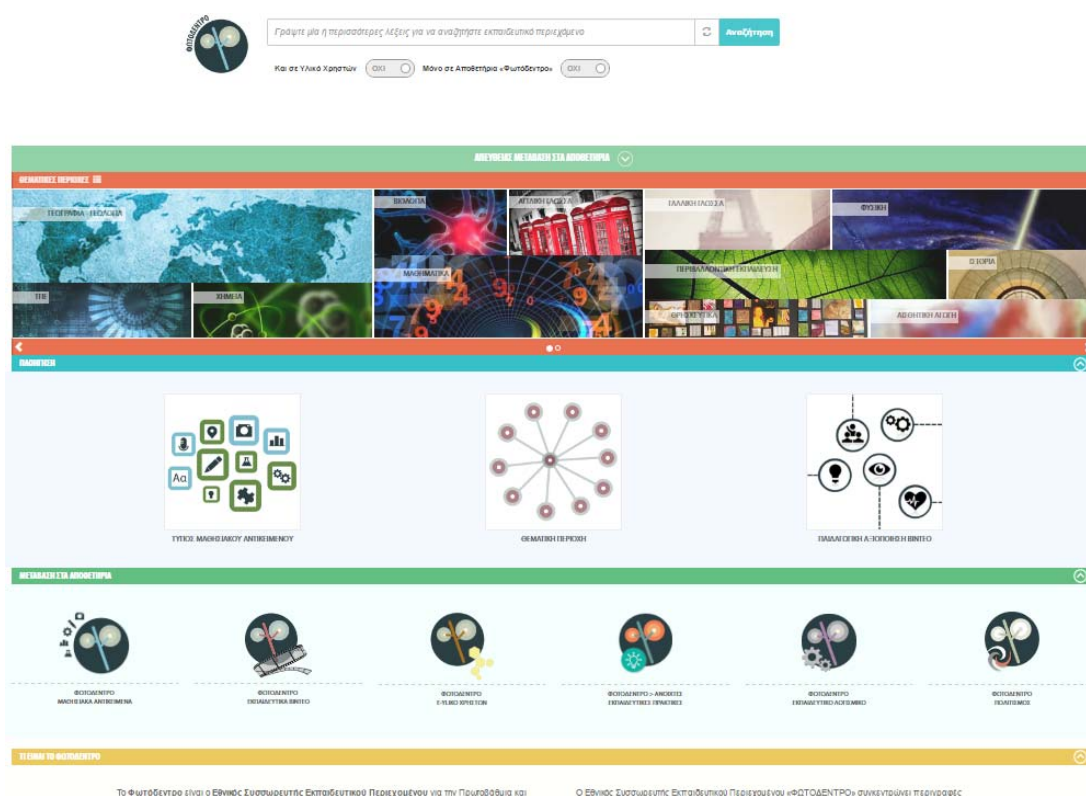 ΦΩΤΟΔΕΝΤΡΟ
Γράψτε μία ή περισσότερες λέξεις για να αναζητήσετε εκπαιδευτικό περιεχόμενο
Αναζήτηση
Και σε Υλικό Χρηστών ΟΧΙ Μόνο σε Αποθετήρια «Φωτόδεντρο» ΟΧΙ
ΑΠΕΥΘΕΙΑΣ ΜΕΤΑΒΑΣΗ ΣΤΑ ΑΠΟΘΕΤΗΡΙΑ
ΘΕΜΑΤΙΚΕΣ ΠΕΡΙΟΧΕΣ
ΓΕΩΓΡΑΦΙΑ - ΓΕΩΛΟΓΙΑ
ΒΙΟΛΟΓΙΑ
ΑΓΓΛΙΚΗ ΓΛΩΣΣΑ
ΓΑΛΛΙΚΗ ΓΛΩΣΣΑ
ΦΥΣΙΚΗ
ΜΑΘΗΜΑΤΙΚΑ
ΠΕΡΙΒΑΛΛΟΝΤΙΚΗ ΕΚΠΑΙΔΕΥΣΗ
ΙΣΤΟΡΙΑ
ΤΠΕ
ΧΗΜΕΙΑ
ΘΡΗΣΚΕΥΤΙΚΑ
ΑΙΣΘΗΤΙΚΗ ΑΓΩΓΗ
ΠΛΟΗΓΗΣΗ
Αα
ΤΥΠΟΣ ΜΑΘΗΣΙΑΚΟΥ ΑΝΤΙΚΕΙΜΕΝΟΥ
ΘΕΜΑΤΙΚΗ ΠΕΡΙΟΧΗ
ΠΑΙΔΑΓΩΓΙΚΗ ΑΞΙΟΠΟΙΗΣΗ ΒΙΝΤΕΟ
ΜΕΤΑΒΑΣΗ ΣΤΑ ΑΠΟΘΕΤΗΡΙΑ
ΦΩΤΟΔΕΝΤΡΟ
ΜΑΘΗΣΙΑΚΑ ΑΝΤΙΚΕΙΜΕΝΑ
ΦΩΤΟΔΕΝΤΡΟ
ΕΚΠΑΙΔΕΥΤΙΚΑ ΒΙΝΤΕΟ
ΦΩΤΟΔΕΝΤΡΟ
E-ΥΛΙΚΟ ΧΡΗΣΤΩΝ
ΦΩΤΟΔΕΝΤΡΟ > ΑΝΟΙΧΤΕΣ
ΕΚΠΑΙΔΕΥΤΙΚΕΣ ΠΡΑΚΤΙΚΕΣ
ΦΩΤΟΔΕΝΤΡΟ
ΕΚΠΑΙΔΕΥΤΙΚΟ ΛΟΓΙΣΜΙΚΟ
ΦΩΤΟΔΕΝΤΡΟ
ΠΟΛΙΤΙΣΜΟΣ
ΤΙ ΕΙΝΑΙ ΤΟ ΦΩΤΟΔΕΝΤΡΟ
Το Φωτόδεντρο είναι ο Εθνικός Συσσωρευτής Εκπαιδευτικού Περιεχομένου για την Πρωτοβάθμια και
Ο Εθνικός Συσσωρευτής Εκπαιδευτικού Περιεχομένου «ΦΩΤΟΔΕΝΤΡΟ» συγκεντρώνει περιγραφές